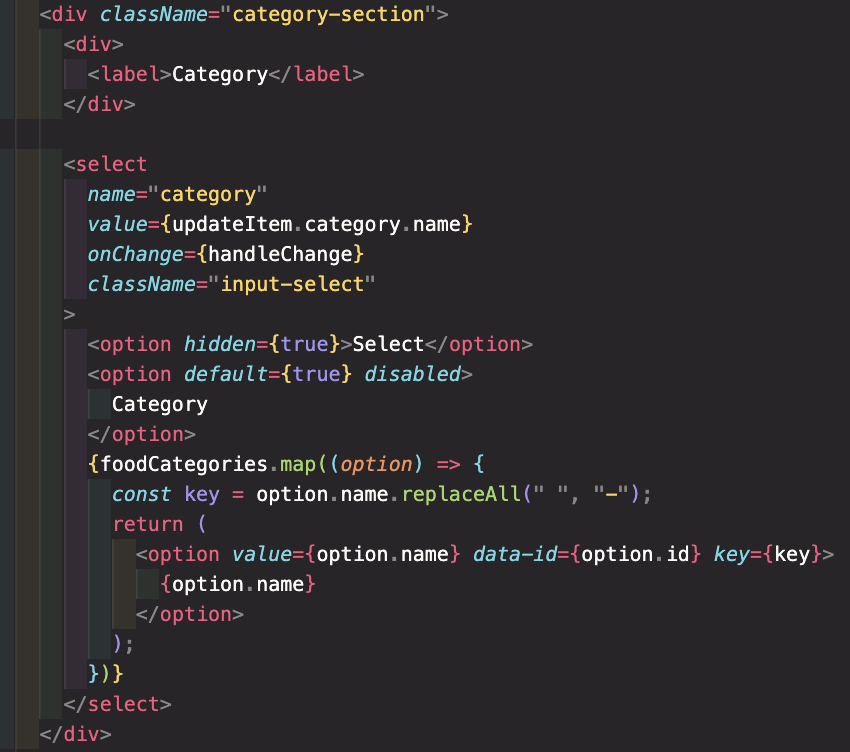 <div className="category-section">
<div>
<label>Category</label>
</div>
<select
name="category"
value={updateItem.category.name}
onChange={handleChange}
className="input-select"
>
<option hidden={true}>Select</option>
<option default={true} disabled>
Category
</option>
{foodCategories.map((option) => {
const key = option.name.replaceAll(" ", "-");
return (
<option value={option.name} data-id={option.id} key={key}>
{option.name}
</option>
);
})}
</select>
</div>